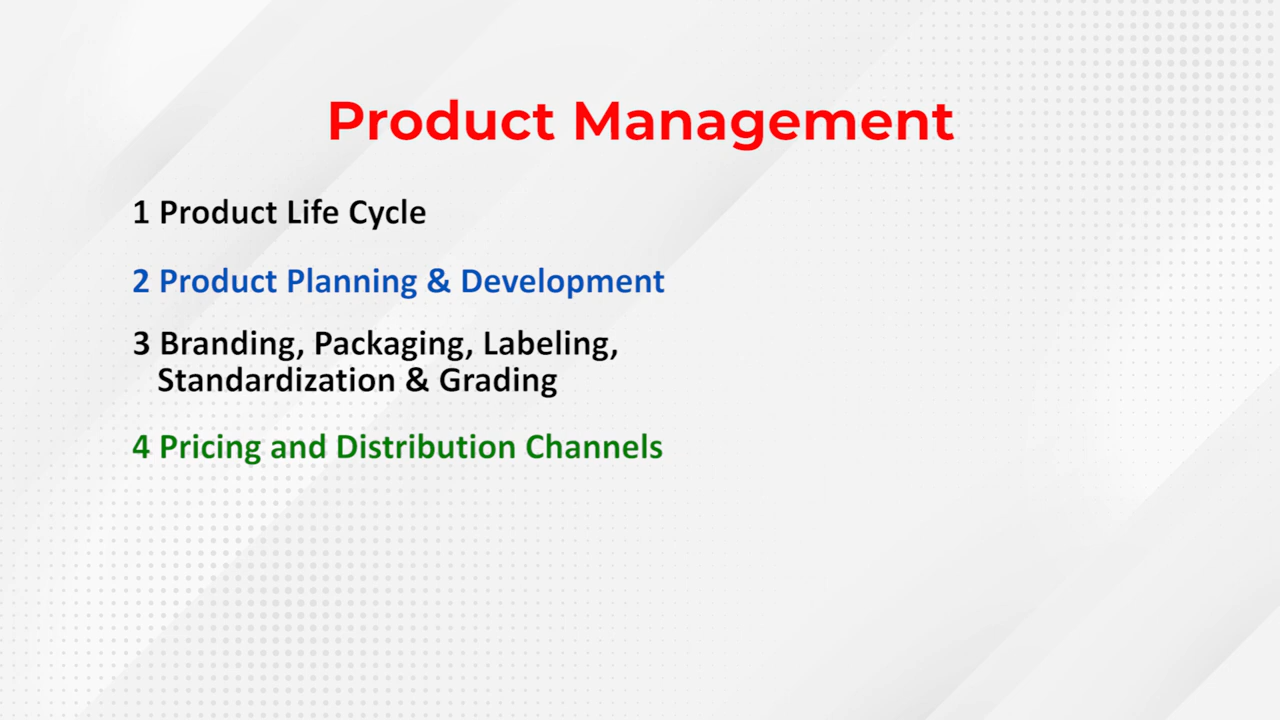 Product Management
1 Product Life Cycle
2 Product Planning & Development
3 Branding, Packaging, Labeling,
Standardization & Grading
4 Pricing and Distribution Channels